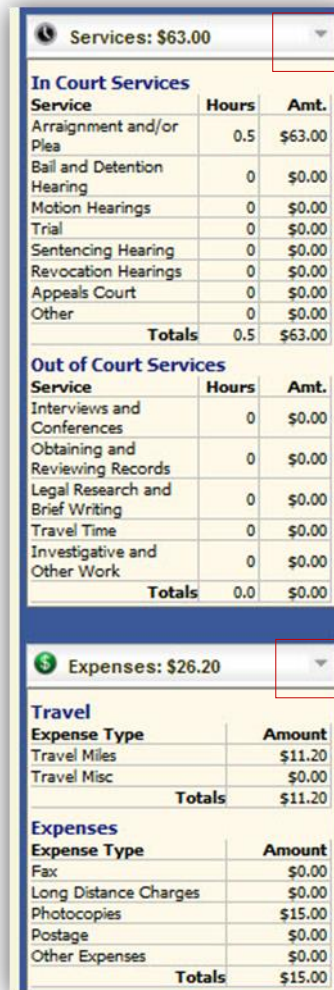 Services: $63.00
In Court Services
Service Hours Amt.
Arraignment and/or
Plea 0.5 $63.00
Bail and Detention
Hearing 0 $0.00
Motion Hearings 0 $0.00
Trial 0 $0.00
Sentencing Hearing 0 $0.00
Revocation Hearings 0 $0.00
Appeals Court 0 $0.00
Other 0 $0.00
Totals 0.5 $63.00
Out of Court Services
Service Hours Amt.
Interviews and
Conferences 0 $0.00
Obtaining and
Reviewing Records 0 $0.00
Legal Research and
Brief Writing 0 $0.00
Travel Time 0 $0.00
Investigative and
Other Work 0 $0.00
Totals 0.0 $0.00
$ Expenses: $26.20
Travel
Expense Type Amount
Travel Miles $11.20
Travel Misc $0.00
Totals $11.20
Expenses
Expense Type Amount
Fax $0.00
Long Distance Charges $0.00
Photocopies $15.00
Postage $0.00
Other Expenses $0.00
Totals $15.00